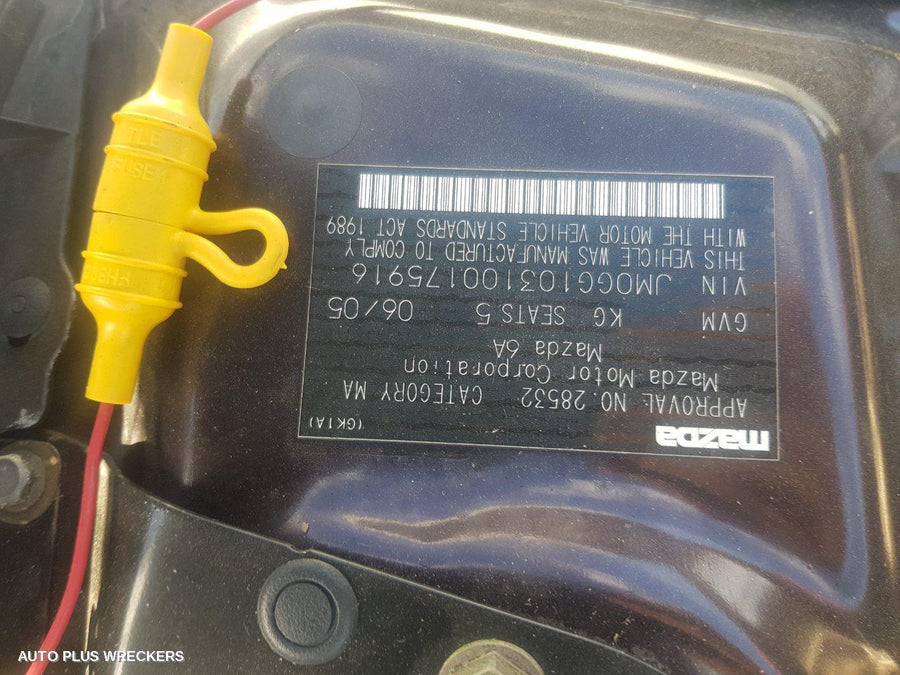 mazda
(GK1A)
APPROVAL NO. 28532 CATEGORY MA
Mazda Motor Corporation
Mazda 6A
GVM KG SEATS 5 06/05
VIN JM0GG103100175916
THIS VEHICLE WAS MANUFACTURED TO COMPLY
WITH THE MOTOR VEHICLE STANDARDS ACT 1989
AUTO PLUS WRECKERS